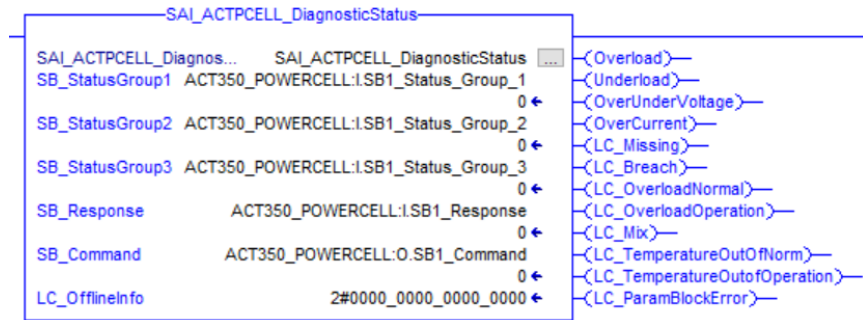 SAI_ACTPCELL_DiagnosticStatus
SAI_ACTPCELL_Diagnos... SAI_ACTPCELL_DiagnosticStatus ... (Overload)
SB_StatusGroup1 ACT350_POWERCELL:I.SB1_Status_Group_1 (Underload)
0 (OverUnderVoltage)
SB_StatusGroup2 ACT350_POWERCELL:I.SB1_Status_Group_2 (OverCurrent)
0 (LC_Missing)
SB_StatusGroup3 ACT350_POWERCELL:I.SB1_Status_Group_3 (LC_Breach)
0 (LC_OverloadNormal)
SB_Response ACT350_POWERCELL:I.SB1_Response (LC_OverloadOperation)
0 (LC_Mix)
SB_Command ACT350_POWERCELL:O.SB1_Command (LC_TemperatureOutOfNorm)
0 (LC_TemperatureOutofOperation)
LC_OfflineInfo 2#0000_0000_0000_0000 (LC_ParamBlockError)